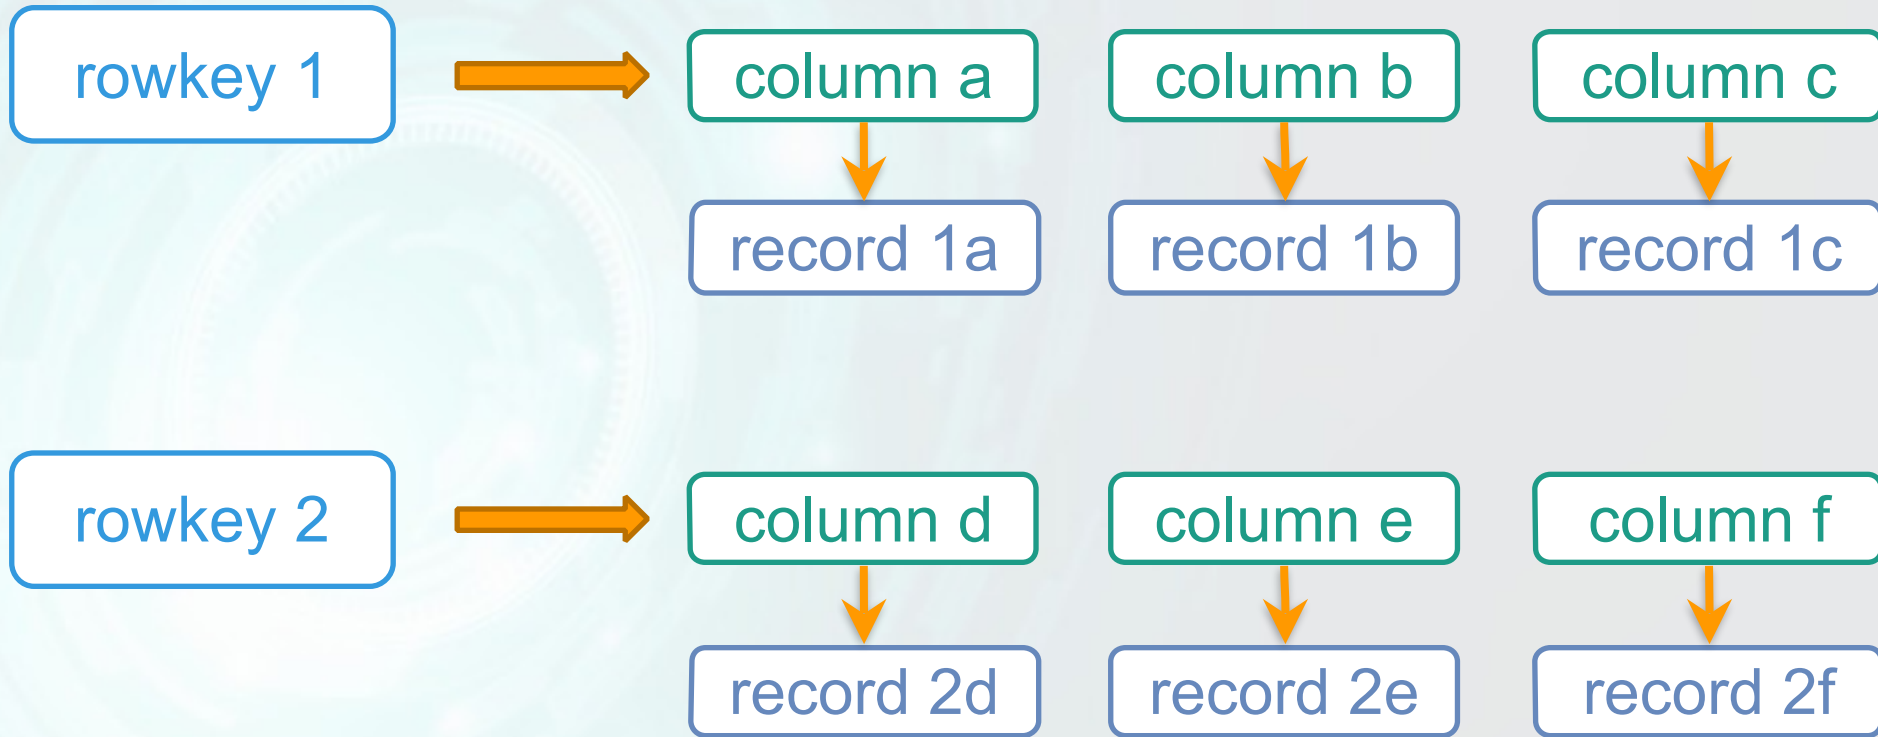 rowkey 1
column a
column b
column c
record 1a
record 1b
record 1c
rowkey 2
column d
column e
column f
record 2d
record 2e
record 2f